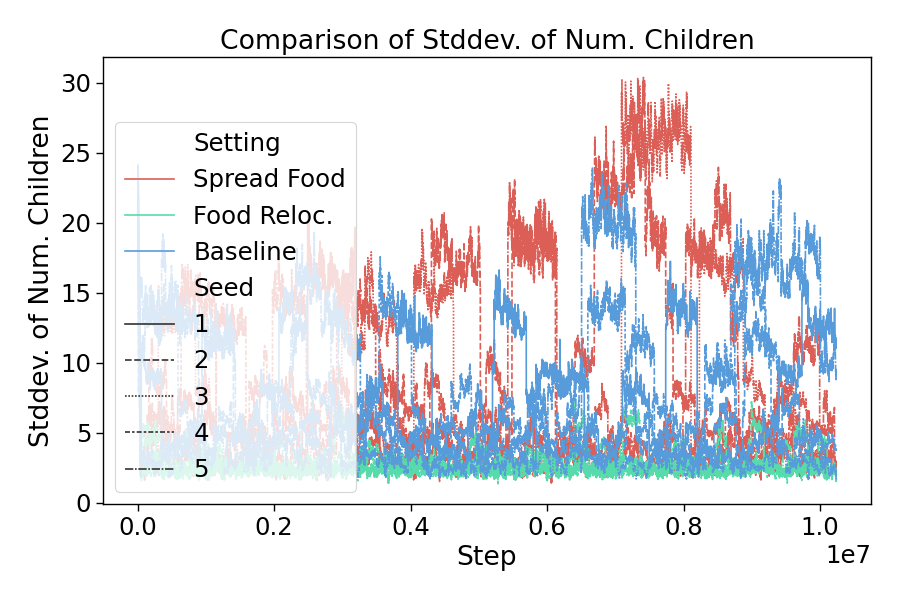 Comparison of Stddev. of Num. Children
Stddev. of Num. Children
30
25
20
15
10
5
0
Setting
Spread Food
Food Reloc.
Baseline
Seed
1
2
3
4
5
0.0
0.2
0.4
0.6
0.8
1.0
1e7
Step